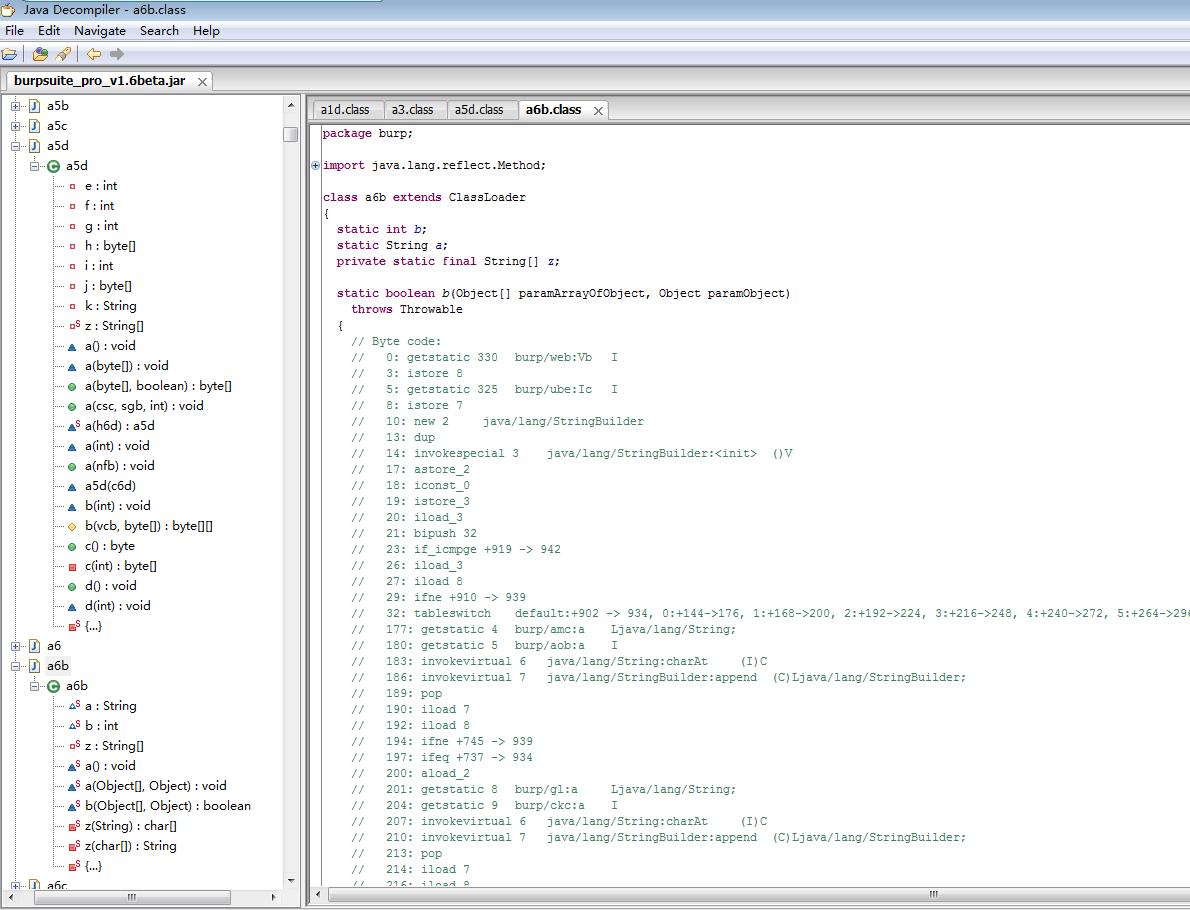 Java Decompiler - a6b.class
File Edit Navigate Search Help
burpsuite_pro_v1.6beta.jar
a5b
a5c
a5d
a5d
e : int
f : int
g : int
h : byte[]
i : int
j : byte[]
k : String
z : String[]
a() : void
a(byte[]) : void
a(byte[], boolean) : byte[]
a(csc, sgb, int) : void
a(h6d) : a5d
a(int) : void
a(nfb) : void
a5d(c6d)
b(int) : void
b(vcb, byte[]) : byte[][]
c() : byte
c(int) : byte[]
d() : void
d(int) : void
{...}
a6
a6b
a6b
a : String
b : int
z : String[]
a() : void
a(Object[], Object) : void
b(Object[], Object) : boolean
z(String) : char[]
z(char[]) : String
{...}
a6c
a1d.class a3.class a5d.class a6b.class
package burp;
import java.lang.reflect.Method;
class a6b extends ClassLoader
{
static int b;
static String a;
private static final String[] z;
static boolean b(Object[] paramArrayOfObject, Object paramObject)
throws Throwable
{
// Byte code:
// 0: getstatic 330 burp/web:Vb I
// 3: istore 8
// 5: getstatic 325 burp/ube:Ic I
// 8: istore 7
// 10: new 2 java/lang/StringBuilder
// 13: dup
// 14: invokespecial 3 java/lang/StringBuilder:<init> ()V
// 17: astore_2
// 18: iconst_0
// 19: istore_3
// 20: iload_3
// 21: bipush 32
// 23: if_icmpge +919 -> 942
// 26: iload_3
// 27: iload 8
// 29: ifne +910 -> 939
// 32: tableswitch default:+902 -> 934, 0:+144->176, 1:+168->200, 2:+192->224, 3:+216->248, 4:+240->272, 5:+264->296
// 177: getstatic 4 burp/amc:a Ljava/lang/String;
// 180: getstatic 5 burp/aob:a I
// 183: invokevirtual 6 java/lang/String:charAt (I)C
// 186: invokevirtual 7 java/lang/StringBuilder:append (C)Ljava/lang/StringBuilder;
// 189: pop
// 190: iload 7
// 192: iload 8
// 194: ifne +745 -> 939
// 197: ifeq +737 -> 934
// 200: aload_2
// 201: getstatic 8 burp/gl:a Ljava/lang/String;
// 204: getstatic 9 burp/ckc:a I
// 207: invokevirtual 6 java/lang/String:charAt (I)C
// 210: invokevirtual 7 java/lang/StringBuilder:append (C)Ljava/lang/StringBuilder;
// 213: pop
// 214: iload 7
// 216: iload 8